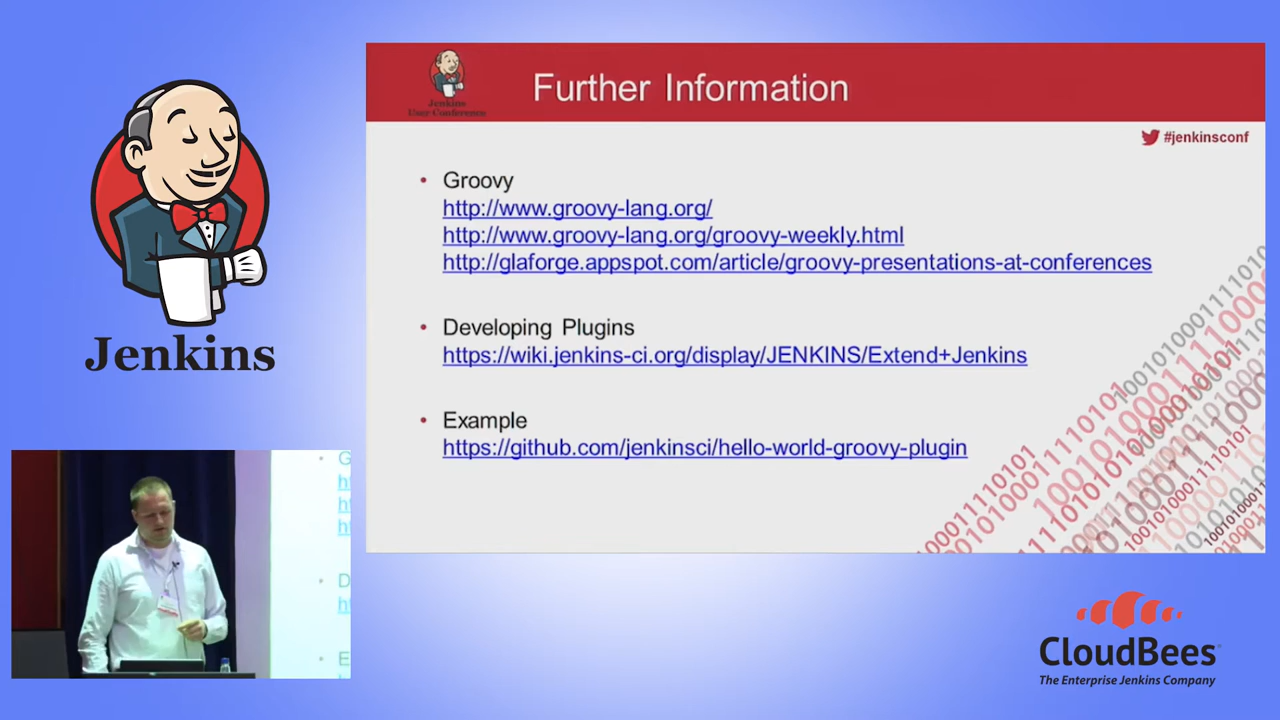 Jenkins
User Conference
Further Information
#jenkinsconf
• Groovy
http://www.groovy-lang.org/
http://www.groovy-lang.org/groovy-weekly.html
http://glaforge.appspot.com/article/groovy-presentations-at-conferences
• Developing Plugins
https://wiki.jenkins-ci.org/display/JENKINS/Extend+Jenkins
• Example
https://github.com/jenkinsci/hello-world-groovy-plugin
Jenkins
CloudBees
The Enterprise Jenkins Company